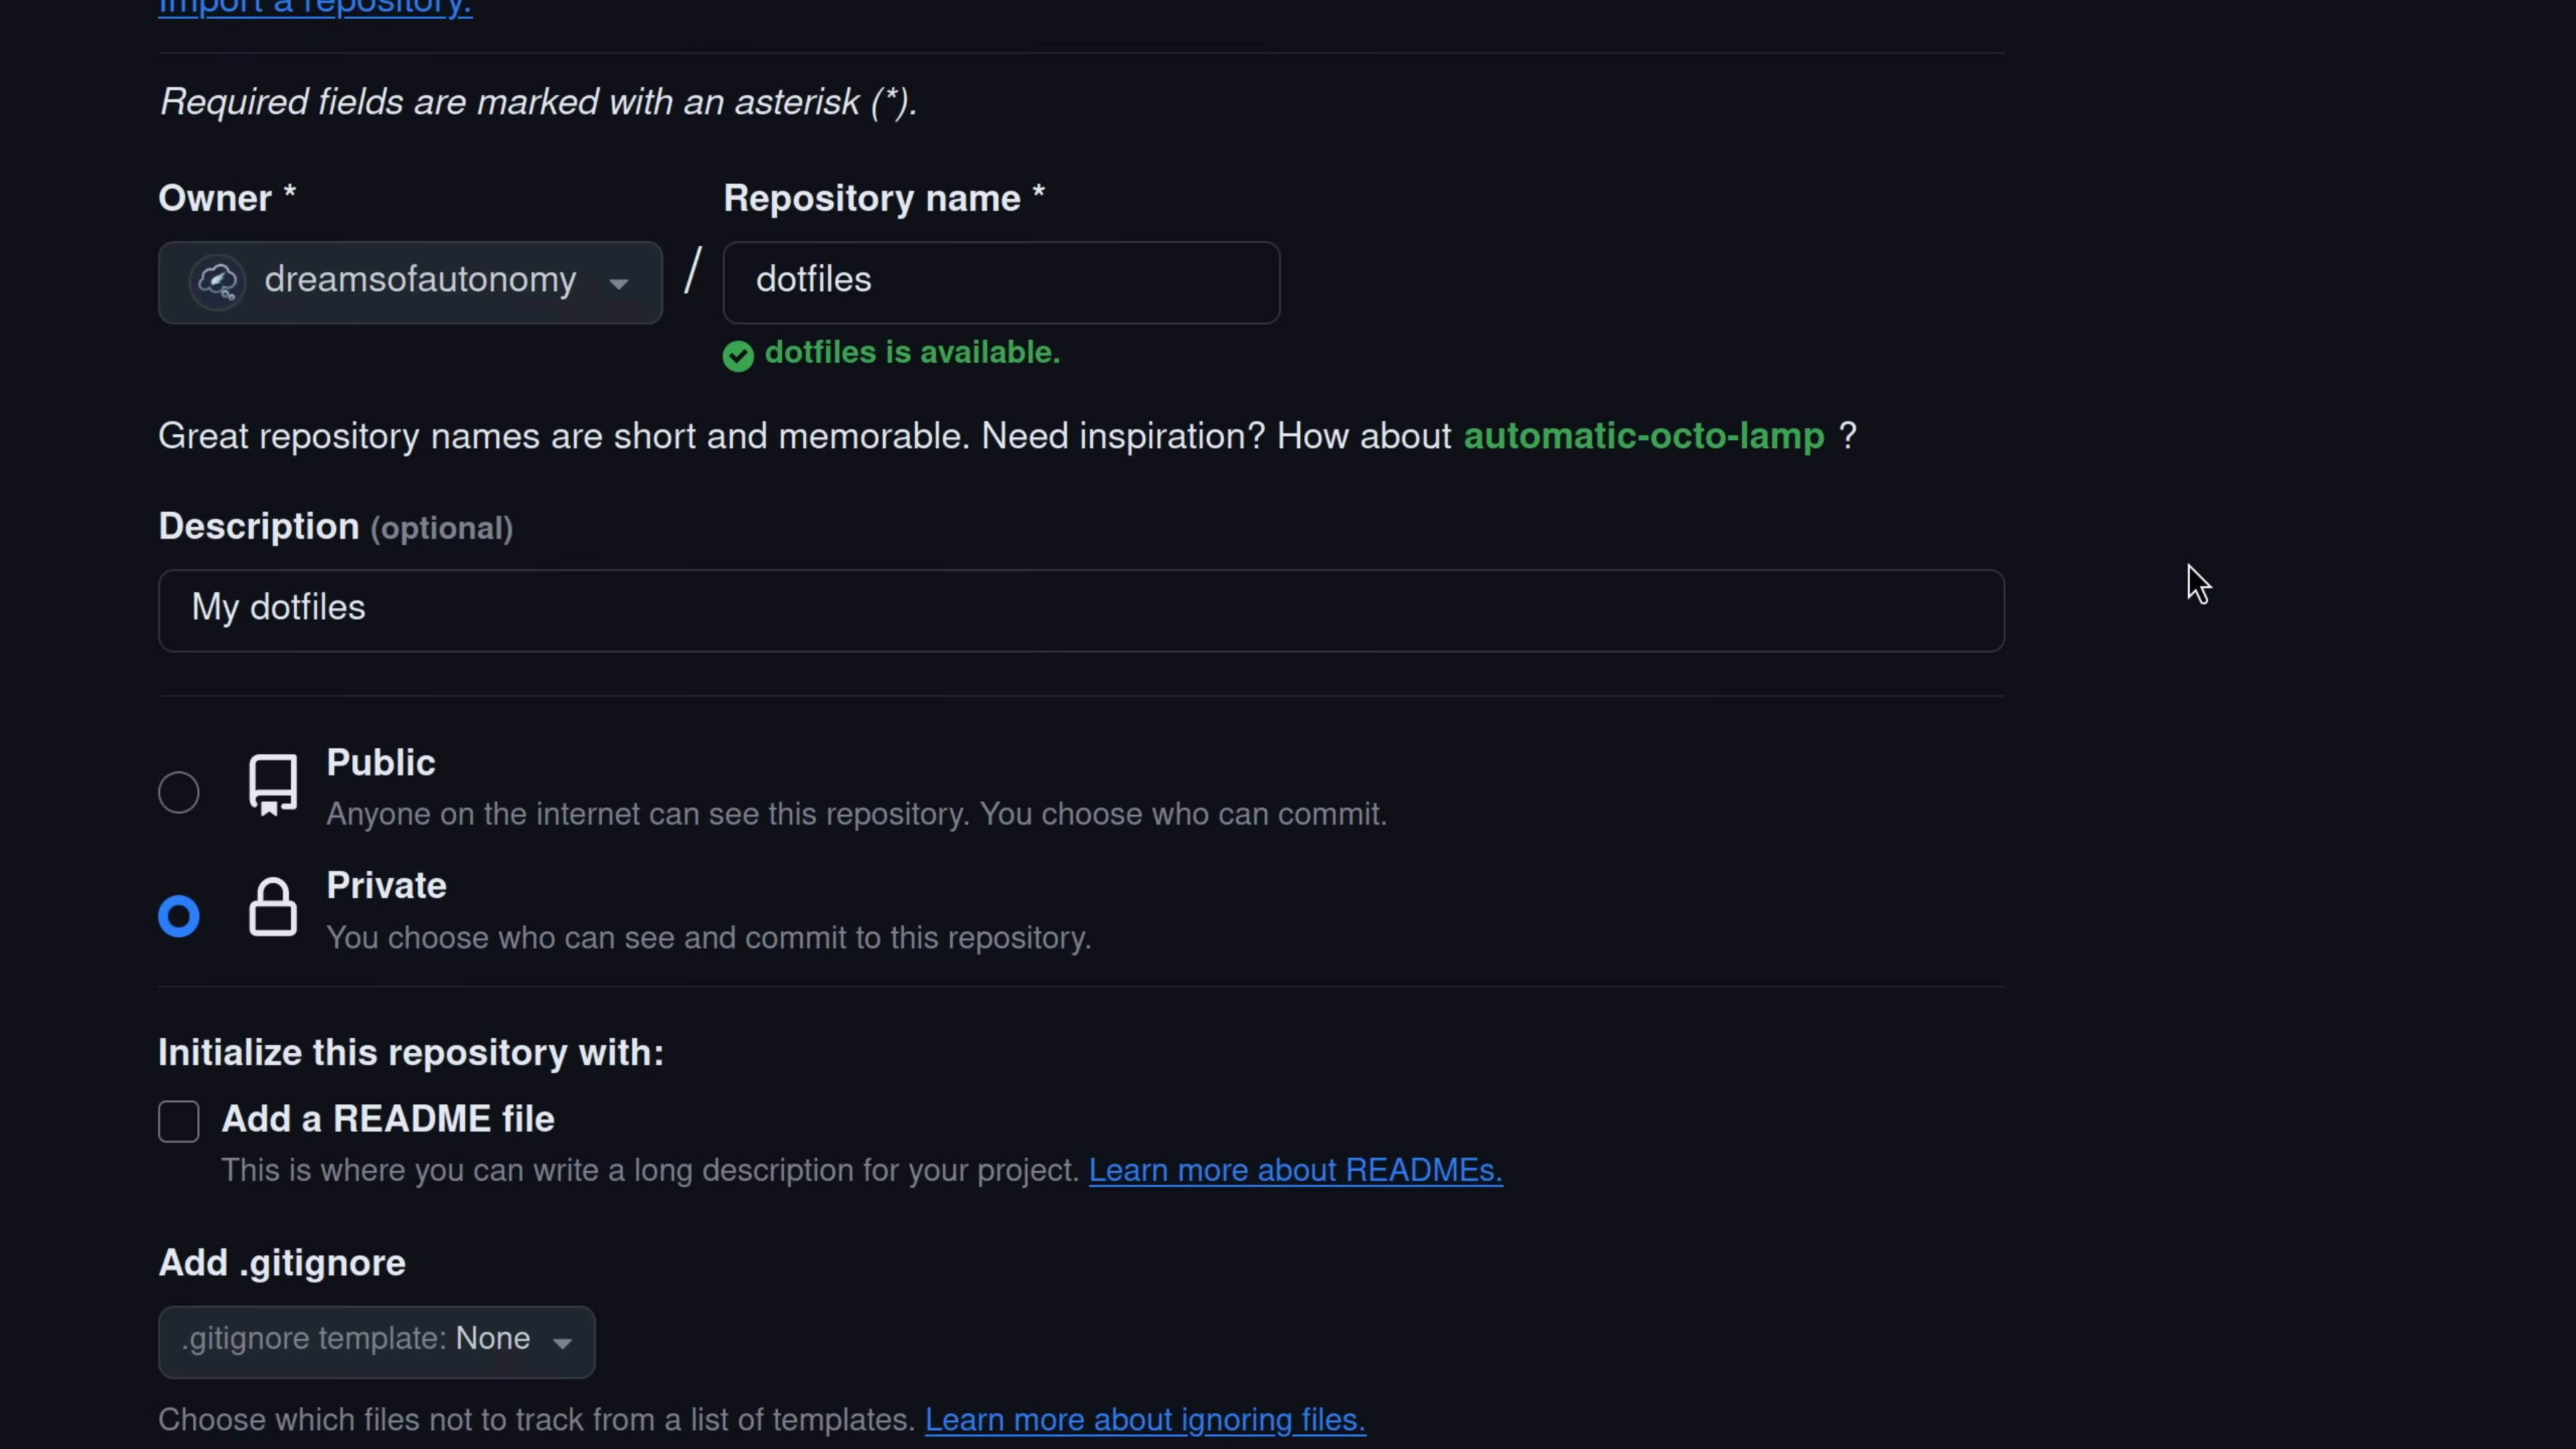 Import a repository.
Required fields are marked with an asterisk (*).
Owner *
Repository name *
dreamsofautonomy / dotfiles
dotfiles is available.
Great repository names are short and memorable. Need inspiration? How about automatic-octo-lamp ?
Description (optional)
My dotfiles
Public
Anyone on the internet can see this repository. You choose who can commit.
Private
You choose who can see and commit to this repository.
Initialize this repository with:
Add a README file
This is where you can write a long description for your project. Learn more about READMEs.
Add .gitignore
.gitignore template: None
Choose which files not to track from a list of templates. Learn more about ignoring files.